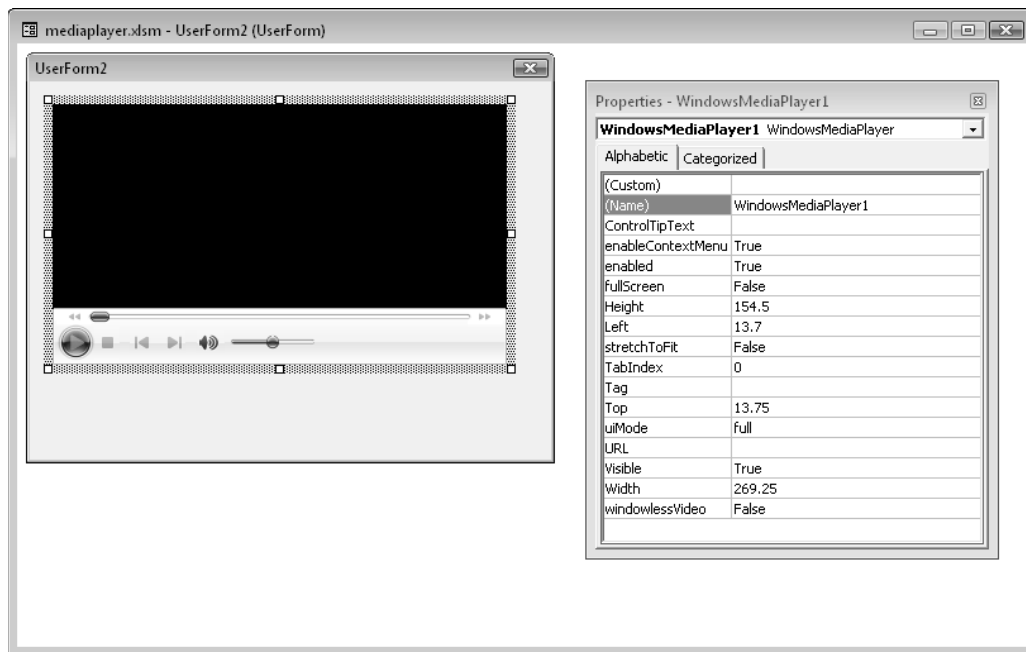 mediaplayer.xlsm - UserForm2 (UserForm)
UserForm2
Properties - WindowsMediaPlayer1
WindowsMediaPlayer1 WindowsMediaPlayer
Alphabetic Categorized
(Custom)
(Name) WindowsMediaPlayer1
ControlTipText
enableContextMenu True
enabled True
fullScreen False
Height 154.5
Left 13.7
stretchToFit False
TabIndex 0
Tag
Top 13.75
uiMode full
URL
Visible True
Width 269.25
windowlessVideo False